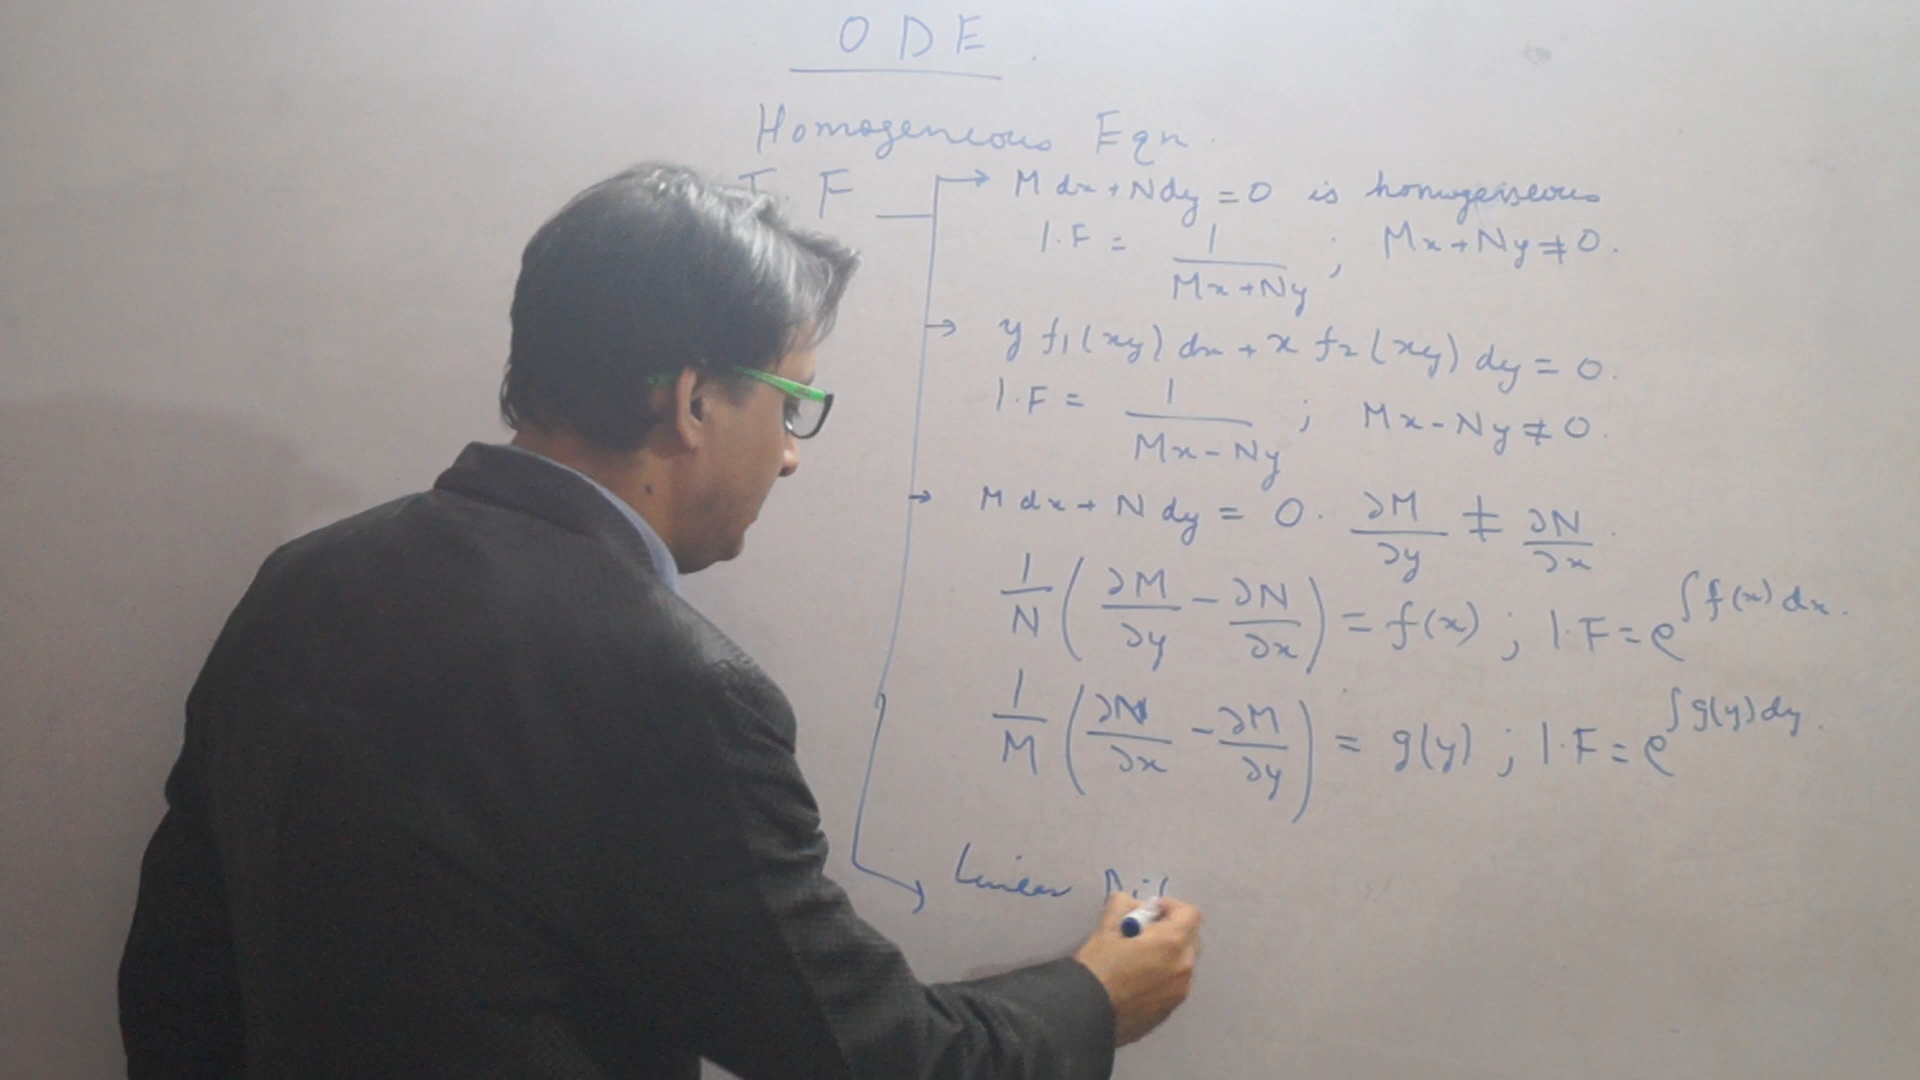 ODE
Homogeneous Eqn.
I.F → M dx + N dy = 0 is homogeneous
I.F = 1/(Mx + Ny) ; Mx + Ny ≠ 0.
→ y f₁(xy) dx + x f₂(xy) dy = 0.
I.F = 1/(Mx - Ny) ; Mx - Ny ≠ 0.
→ M dx + N dy = 0. ∂M/∂y ≠ ∂N/∂x.
1/N (∂M/∂y - ∂N/∂x) = f(x) ; I.F = e^∫f(x) dx.
1/M (∂N/∂x - ∂M/∂y) = g(y) ; I.F = e^∫g(y) dy.
→ Linear